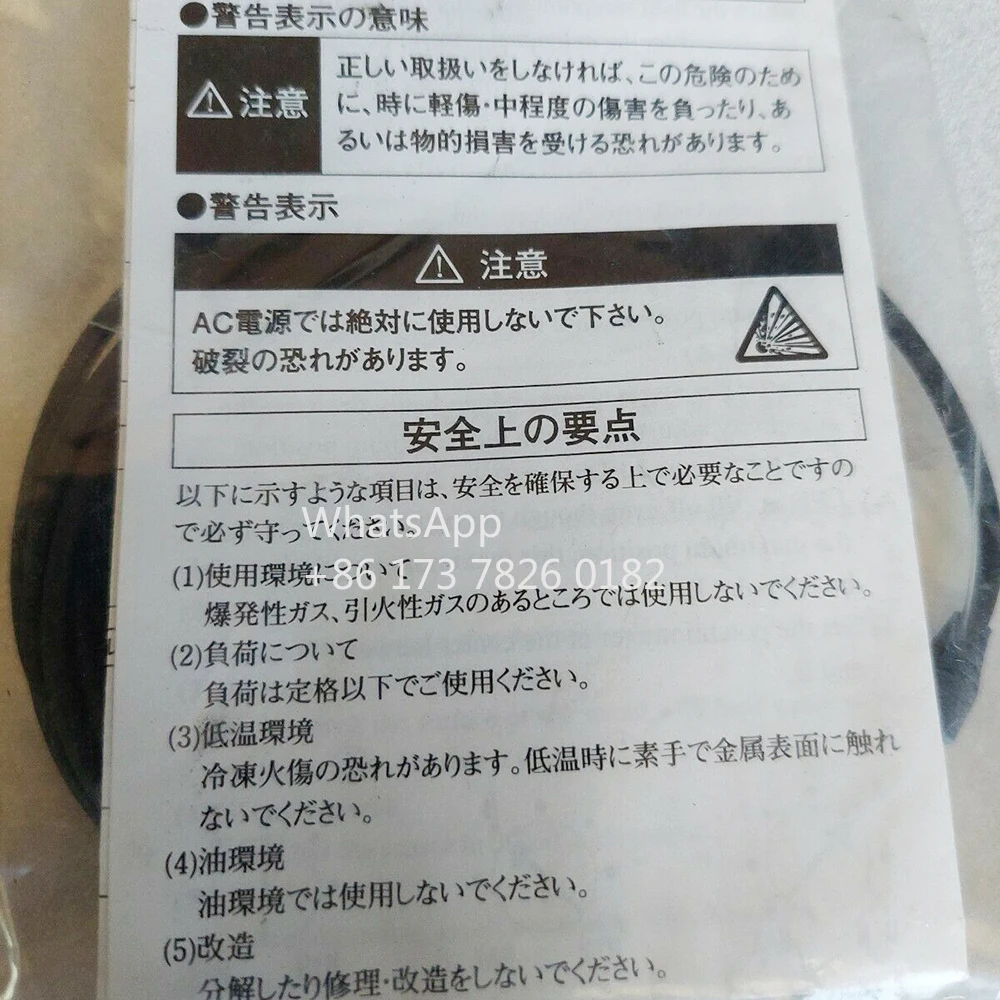 ●警告表示の意味
⚠ 注意
正しい取扱いをしなければ、この危険のため
に、時に軽傷・中程度の傷害を負ったり、あ
るいは物的損害を受ける恐れがあります。
●警告表示
⚠ 注意
AC電源では絶対に使用しないで下さい。
破裂の恐れがあります。
安全上の要点
以下に示すような項目は、安全を確保する上で必要なことですの
で必ず守ってください。
WhatsApp
(1)使用環境について
+86 173 7826 0182
爆発性ガス、引火性ガスのあるところでは使用しないでください。
(2)負荷について
負荷は定格以下でご使用ください。
(3)低温環境
冷凍火傷の恐れがあります。低温時に素手で金属表面に触れ
ないでください。
(4)油環境
油環境では使用しないでください。
(5)改造
分解したり修理・改造をしないでください。